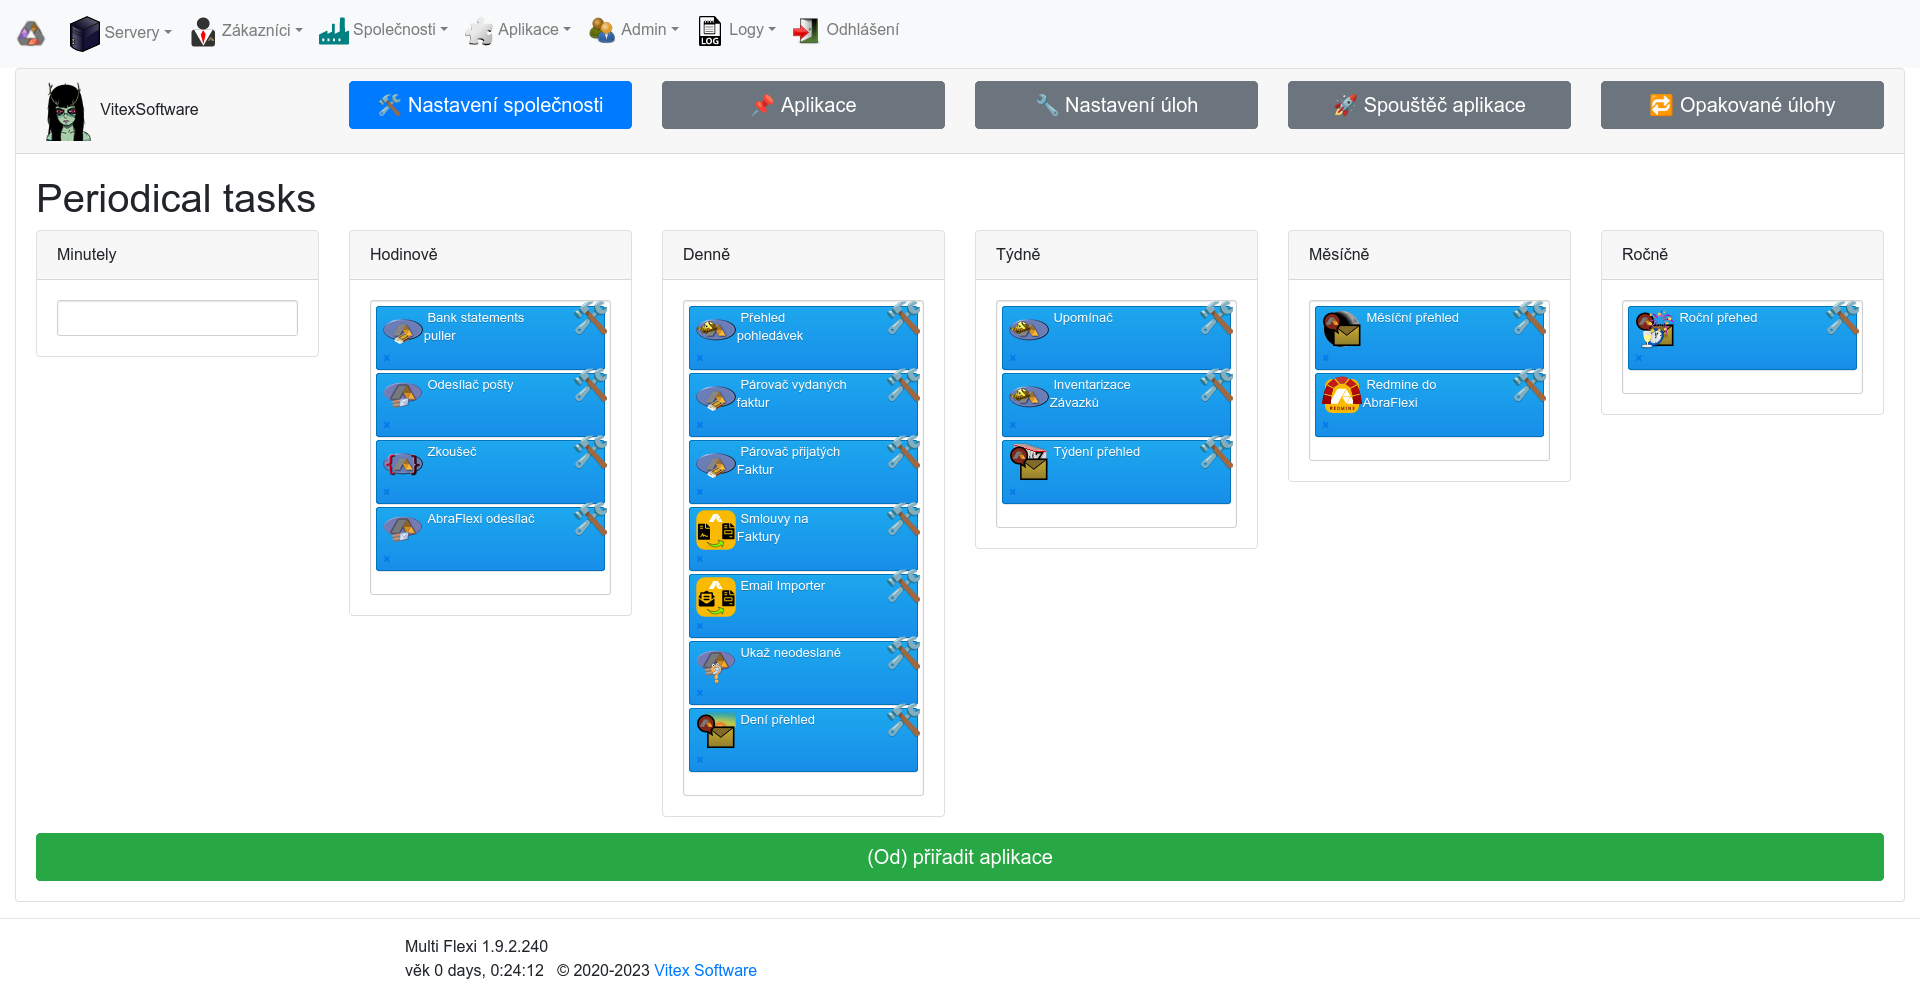 Servery
Zákazníci
Společnosti
Aplikace
Admin
LOG
Logy
Odhlášení
VitexSoftware
Nastavení společnosti
Aplikace
Nastavení úloh
Spouštěč aplikace
Opakované úlohy
Periodical tasks
Minutely
Hodinově
Bank statements
puller
Odesílač pošty
Zkoušeč
AbraFlexi odesílač
Denně
Přehled
pohledávek
Párovač vydaných
faktur
Párovač přijatých
Faktur
Smlouvy na
Faktury
Email Importer
Ukaž neodeslané
Dení přehled
Týdně
Upomínač
Inventarizace
Závazků
Týdení přehled
Měsíčně
Měsíční přehled
Redmine do
AbraFlexi
REDMINE
Ročně
Roční přehed
(Od) přiřadit aplikace
Multi Flexi 1.9.2.240
věk 0 days, 0:24:12 © 2020-2023 Vitex Software